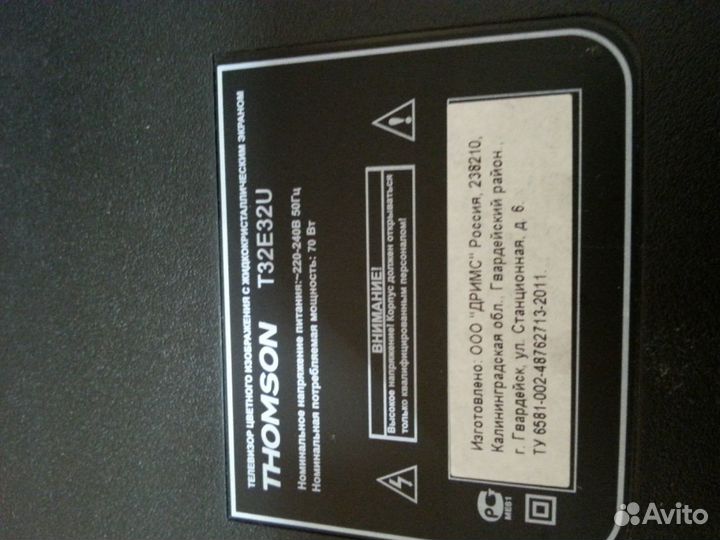 ТЕЛЕВИЗОР ЦВЕТНОГО ИЗОБРАЖЕНИЯ С ЖИДКОКРИСТАЛЛИЧЕСКИМ ЭКРАНОМ
THOMSON T32E32U
Номинальное напряжение питания:~220-240В 50Гц
Номинальная потребляемая мощность: 70 Вт
ВНИМАНИЕ!
Высокое напряжение! Корпус должен открываться
только квалифицированным персоналом!
Изготовлено: ООО "ДРИМС" Россия, 238210,
Калининградская обл., Гвардейский район.,
г. Гвардейск, ул. Станционная, д. 6.
ТУ 6581-002-48762713-2011.
РСТ
МЕ61
Avito